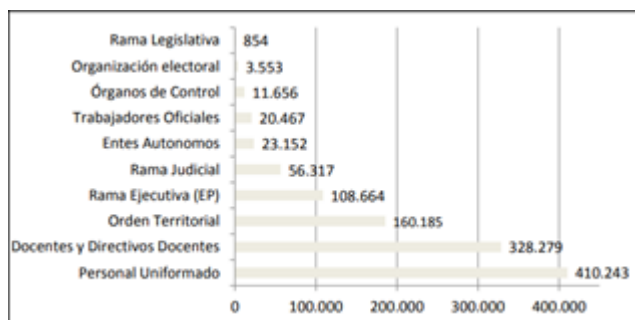 Rama Legislativa 854
Organización electoral 3.553
Órganos de Control 11.656
Trabajadores Oficiales 20.467
Entes Autonomos 23.152
Rama Judicial 56.317
Rama Ejecutiva (EP) 108.664
Orden Territorial 160.185
Docentes y Directivos Docentes 328.279
Personal Uniformado 410.243
0 100.000 200.000 300.000 400.000